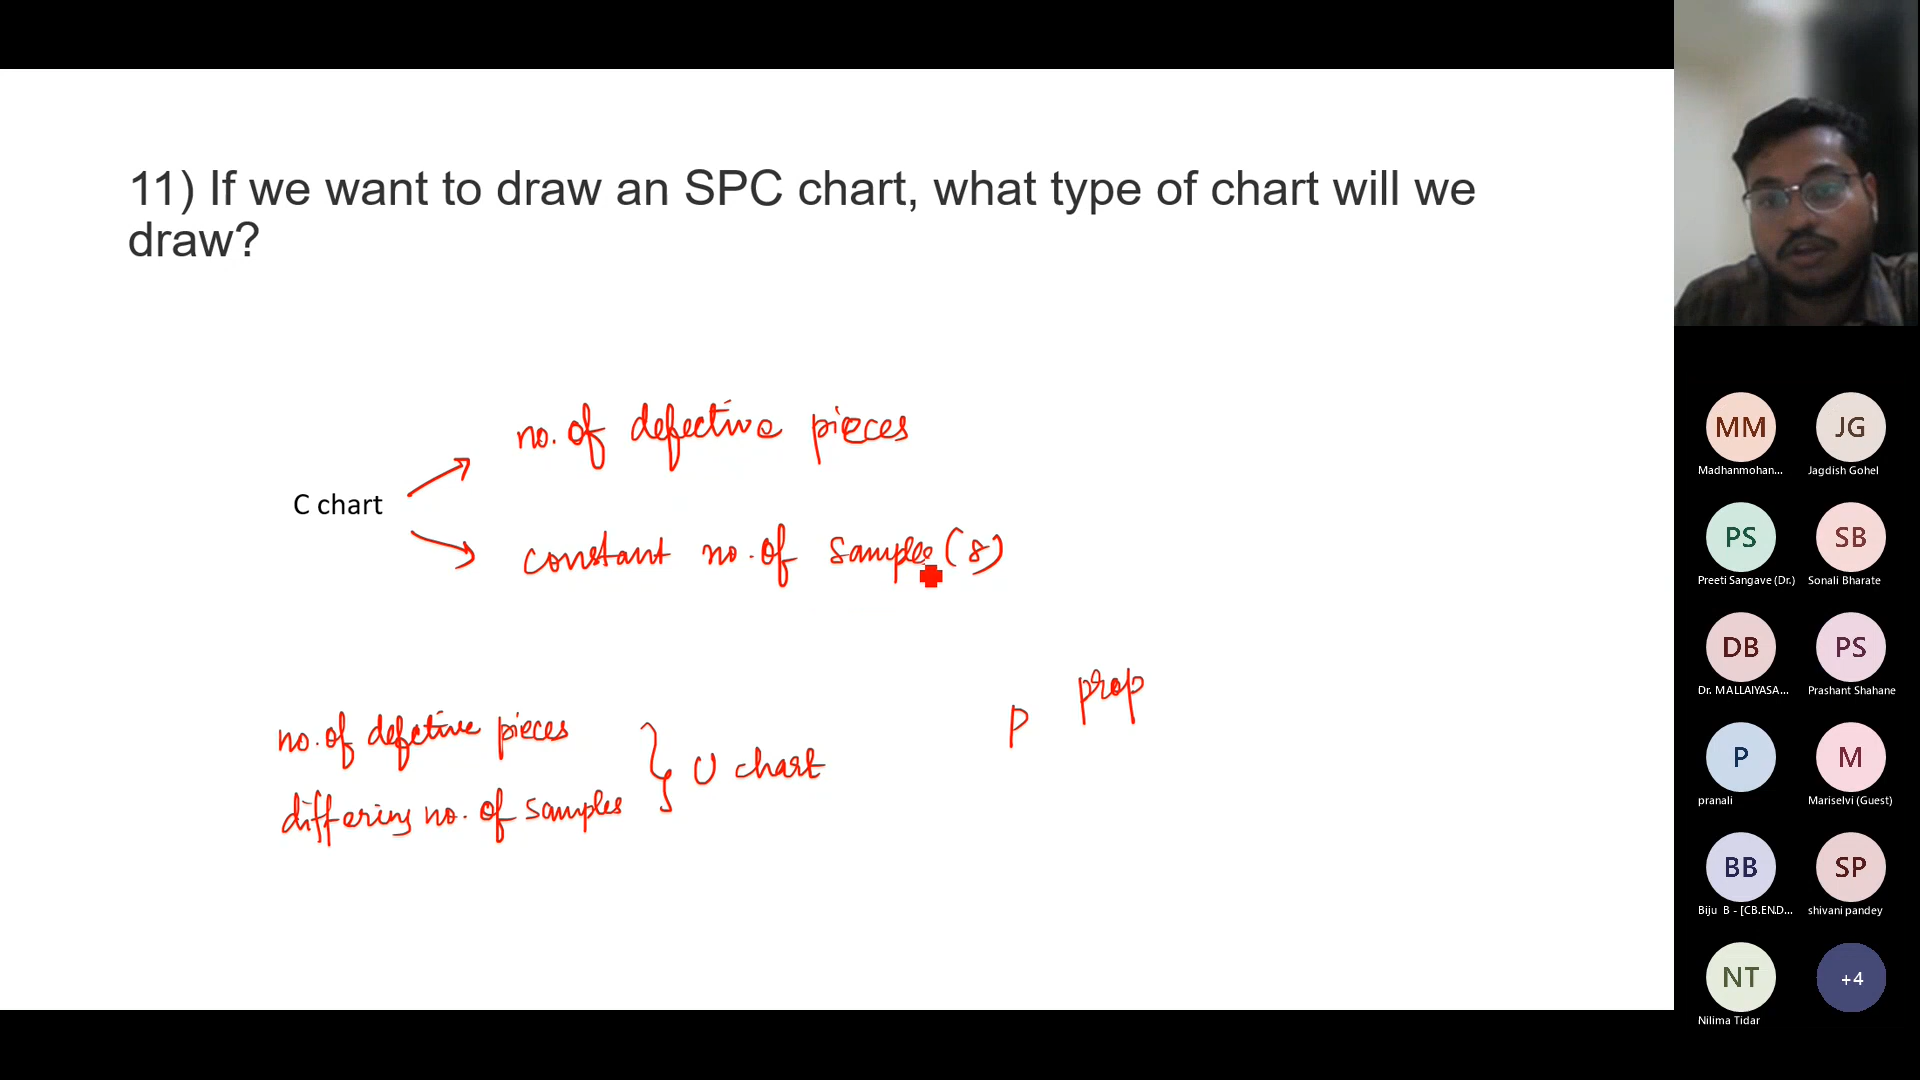 11) If we want to draw an SPC chart, what type of chart will we
draw?
no. of defective pieces
C chart
constant no. of sample (8)
prop
P
no. of defective pieces
U chart
differing no. of samples
MM
Madhanmohan...
JG
Jagdish Gohel
PS
Preeti Sangave (Dr.)
SB
Sonali Bharate
DB
Dr. MALLAIYASA...
PS
Prashant Shahane
P
pranali
M
Mariselvi (Guest)
BB
Biju B - [CB.EN.D...
SP
shivani pandey
NT
Nilima Tidar
+4